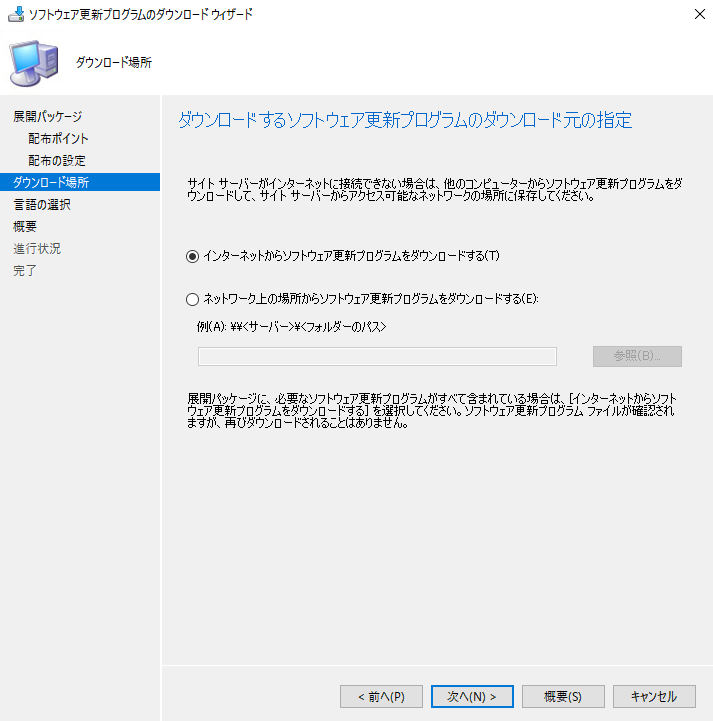 ソフトウェア更新プログラムのダウンロード ウィザード
ダウンロード場所
展開パッケージ
配布ポイント
配布の設定
ダウンロード場所
言語の選択
概要
進行状況
完了
ダウンロードするソフトウェア更新プログラムのダウンロード元の指定
サイト サーバーがインターネットに接続できない場合は、他のコンピューターからソフトウェア更新プログラムをダ
ウンロードして、サイト サーバーからアクセス可能なネットワークの場所に保存してください。
インターネットからソフトウェア更新プログラムをダウンロードする(T)
ネットワーク上の場所からソフトウェア更新プログラムをダウンロードする(E):
例(A): ¥¥<サーバー>¥<フォルダーのパス>
参照(B)...
展開パッケージに、必要なソフトウェア更新プログラムがすべて含まれている場合は、[インターネットからソフト
ウェア更新プログラムをダウンロードする] を選択してください。ソフトウェア更新プログラム ファイルが確認され 
ますが、再びダウンロードされることはありません。
< 前へ(P)
次へ(N) >
概要(S)
キャンセル